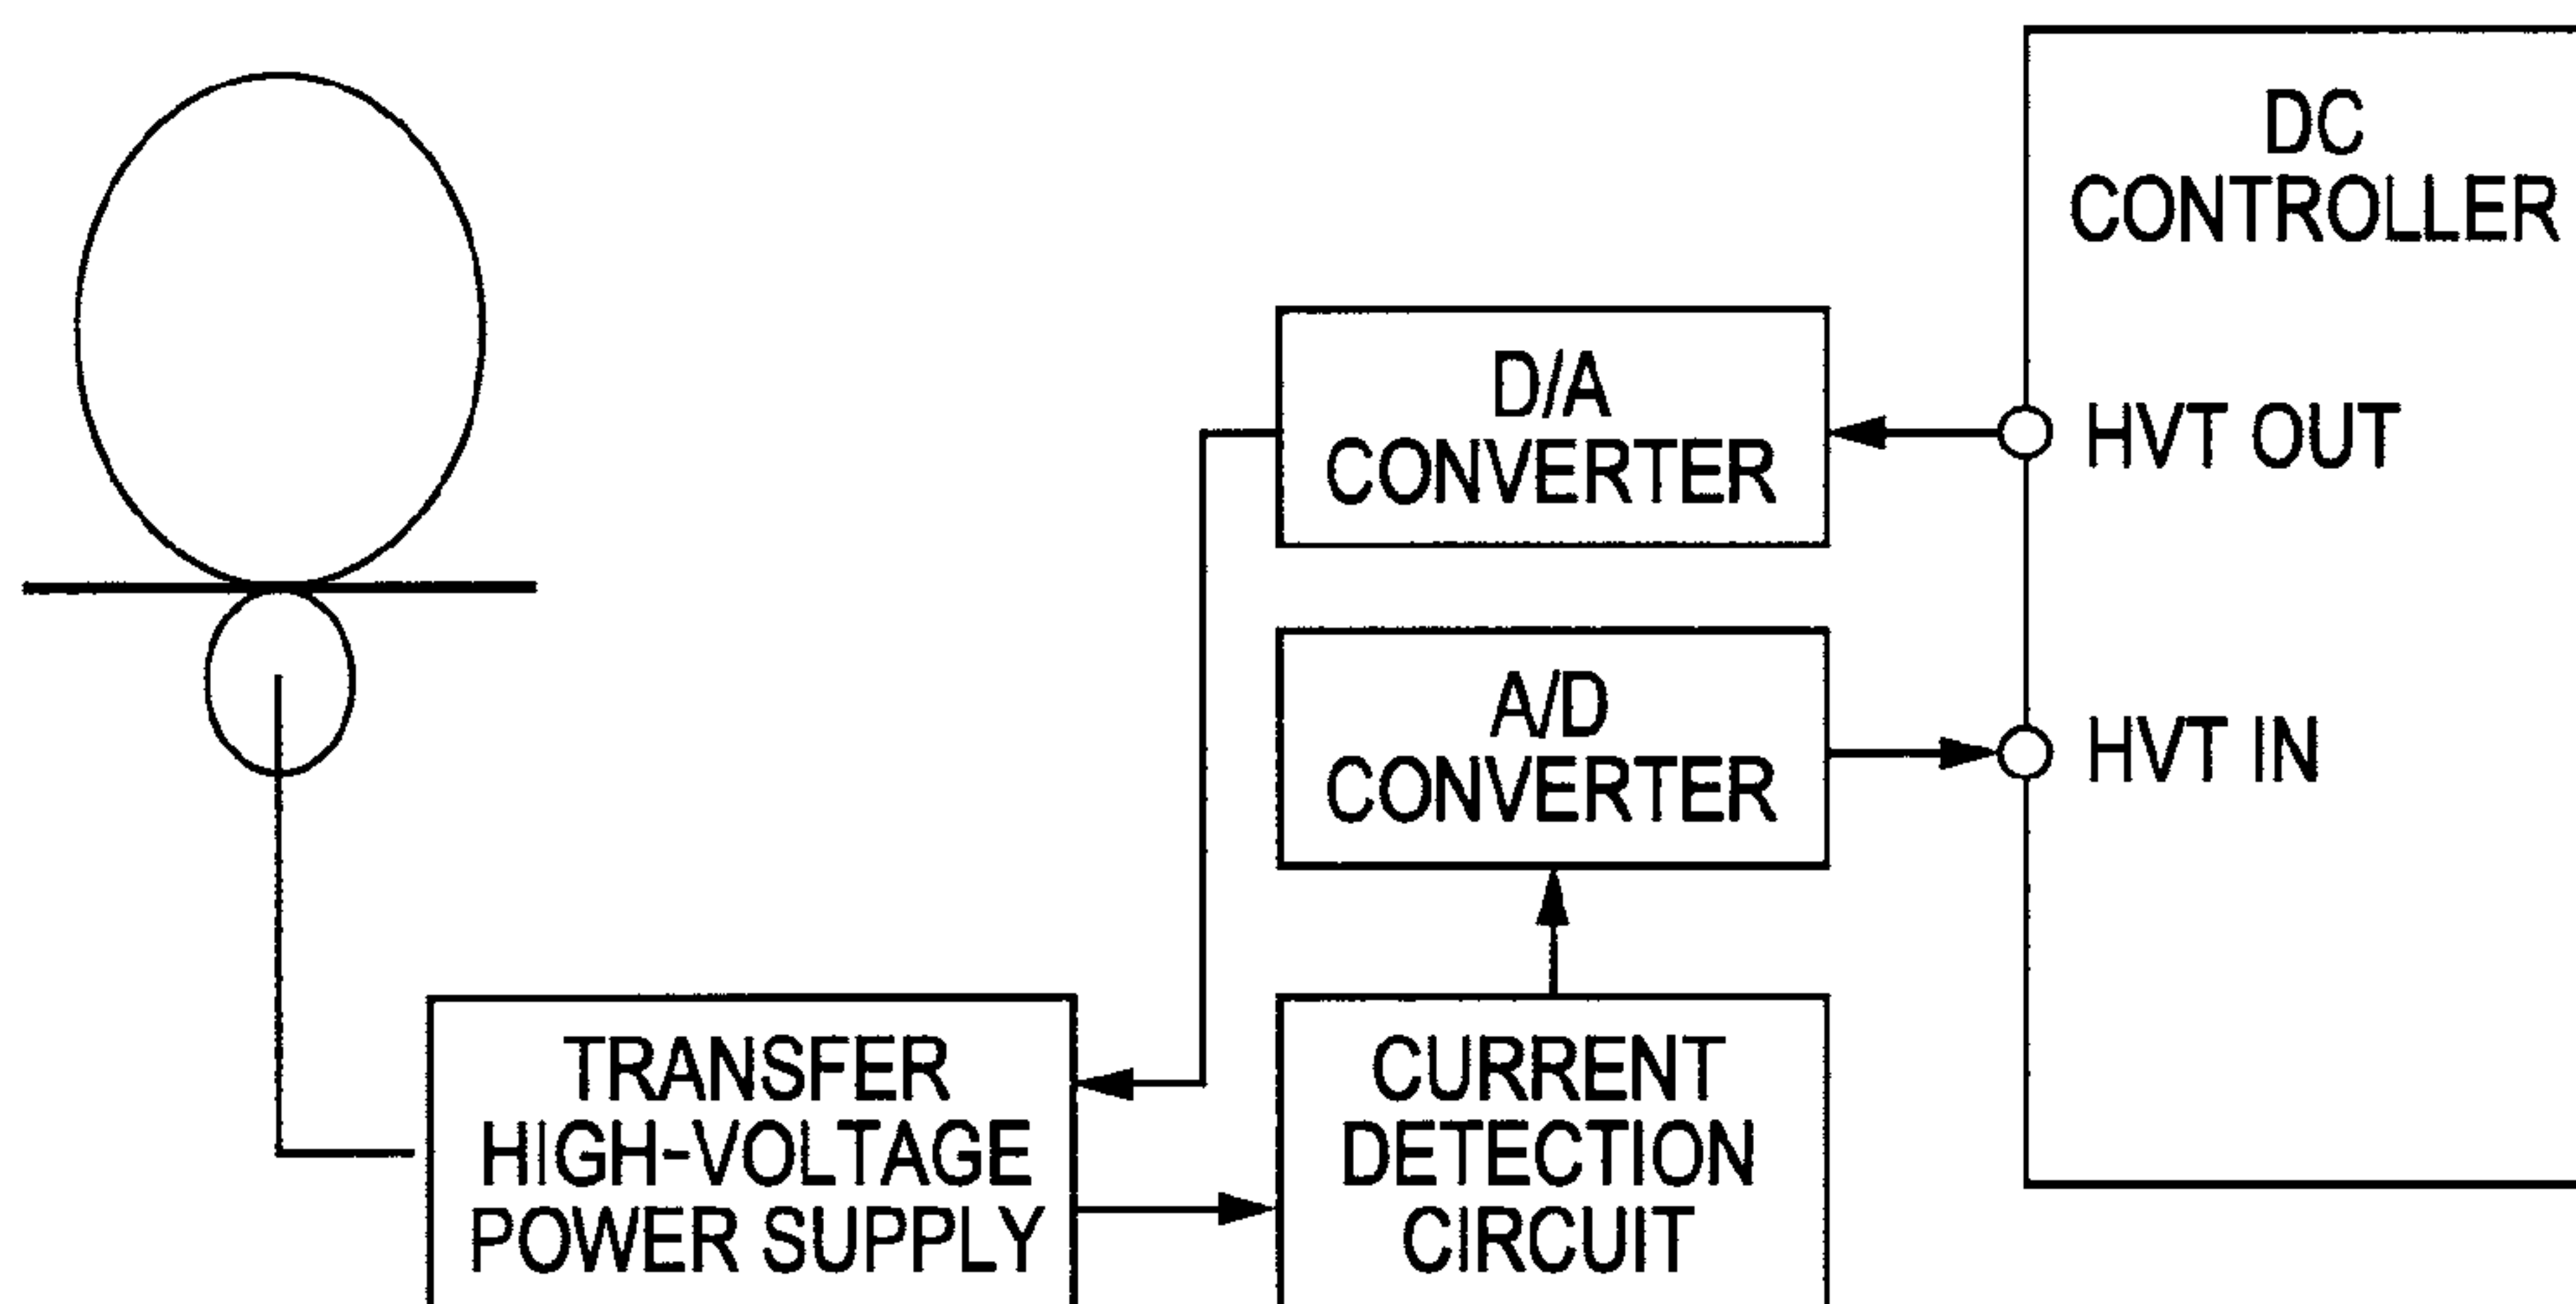 DC
CONTROLLER
D/A
CONVERTER
HVT OUT
A/D
CONVERTER
HVT IN
TRANSFER
HIGH-VOLTAGE
POWER SUPPLY
CURRENT
DETECTION
CIRCUIT